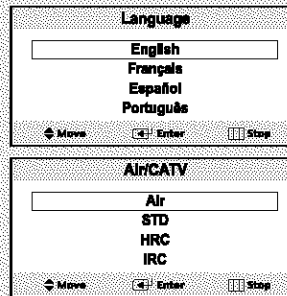 Language
English
Français
Español
Português
Move Enter Stop
Air/CATV
Air
STD
HRC
IRC
Move Enter Stop